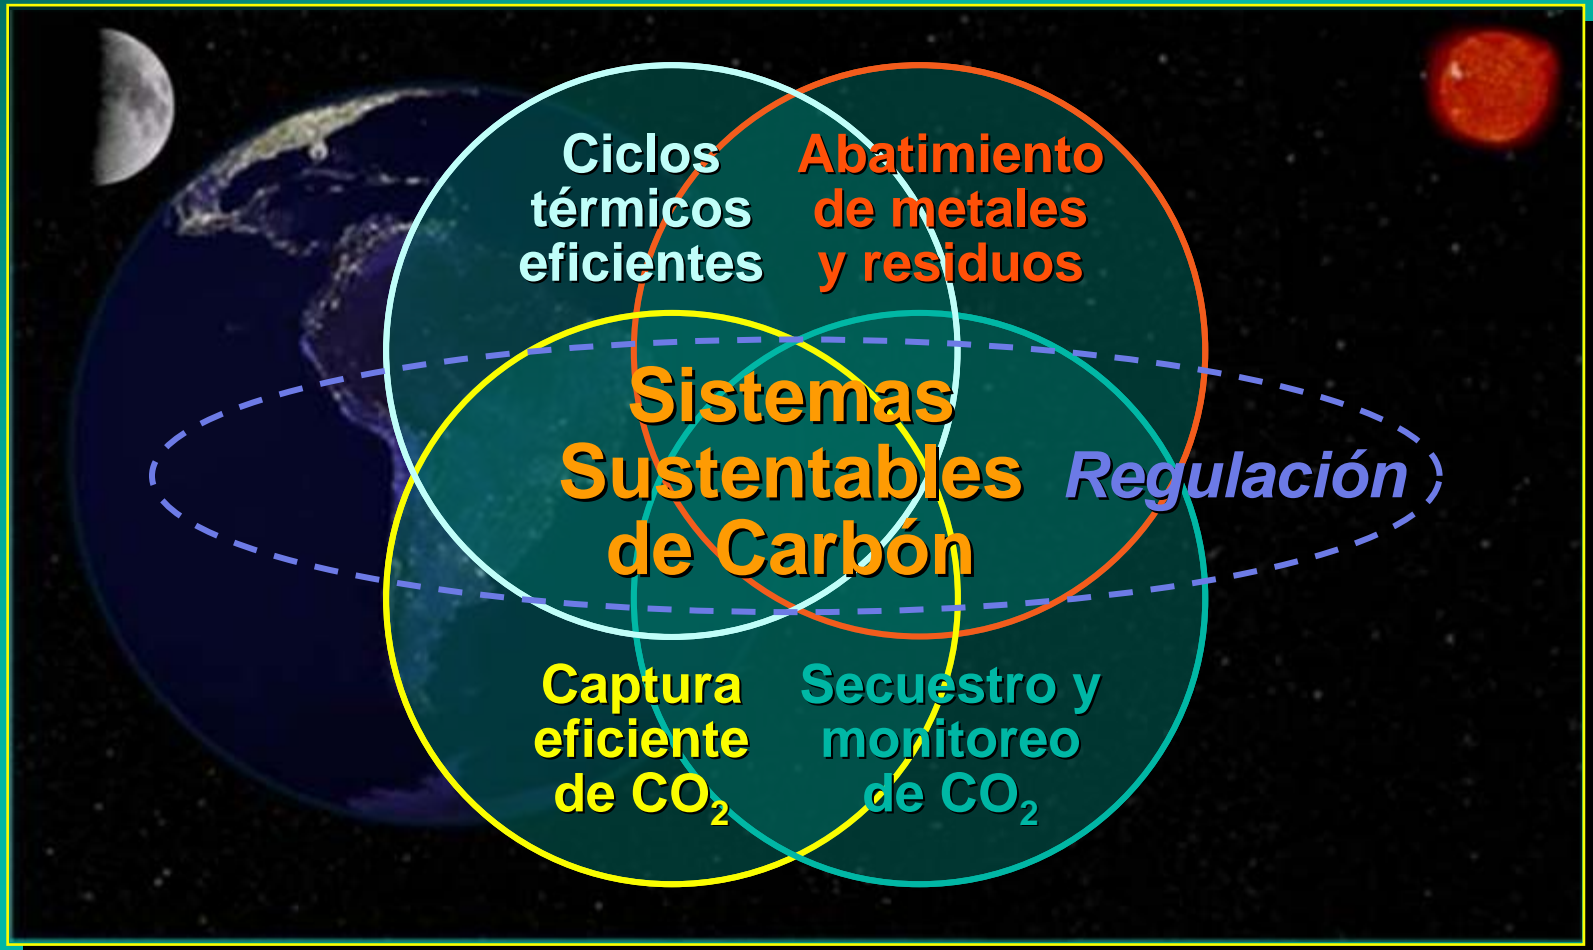 Ciclos
térmicos
eficientes
Abatimiento
de metales
y residuos
Sistemas
Sustentables
de Carbón
Regulación
Captura
eficiente
de CO₂
Secuestro y
monitoreo
de CO₂